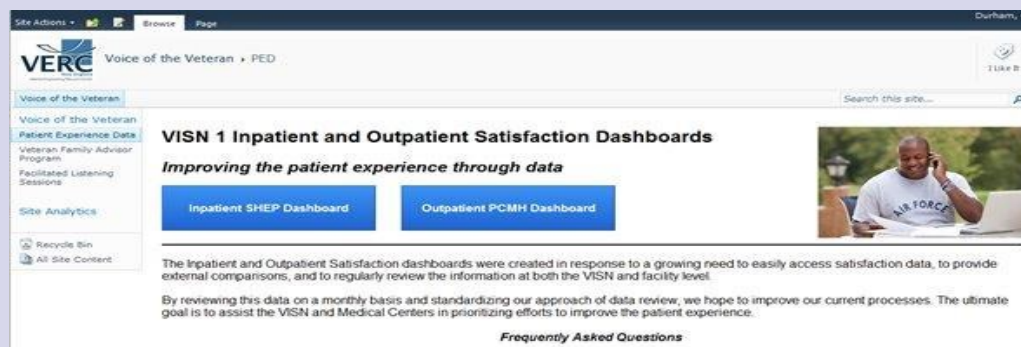 Site Actions
Browse
Page
Durham,
VERC
Voice of the Veteran › PED
I Like It
Voice of the Veteran
Search this site...
Voice of the Veteran
Patient Experience Data
Veteran Family Advisor
Program
Facilitated Listening
Sessions
Site Analytics
Recycle Bin
All Site Content
VISN 1 Inpatient and Outpatient Satisfaction Dashboards
Improving the patient experience through data
Inpatient SHEP Dashboard
Outpatient PCMH Dashboard
AIR FORCE
The Inpatient and Outpatient Satisfaction dashboards were created in response to a growing need to easily access satisfaction data, to provide
external comparisons, and to regularly review the information at both the VISN and facility level.
By reviewing this data on a monthly basis and standardizing our approach of data review, we hope to improve our current processes. The ultimate
goal is to assist the VISN and Medical Centers in prioritizing efforts to improve the patient experience.
Frequently Asked Questions